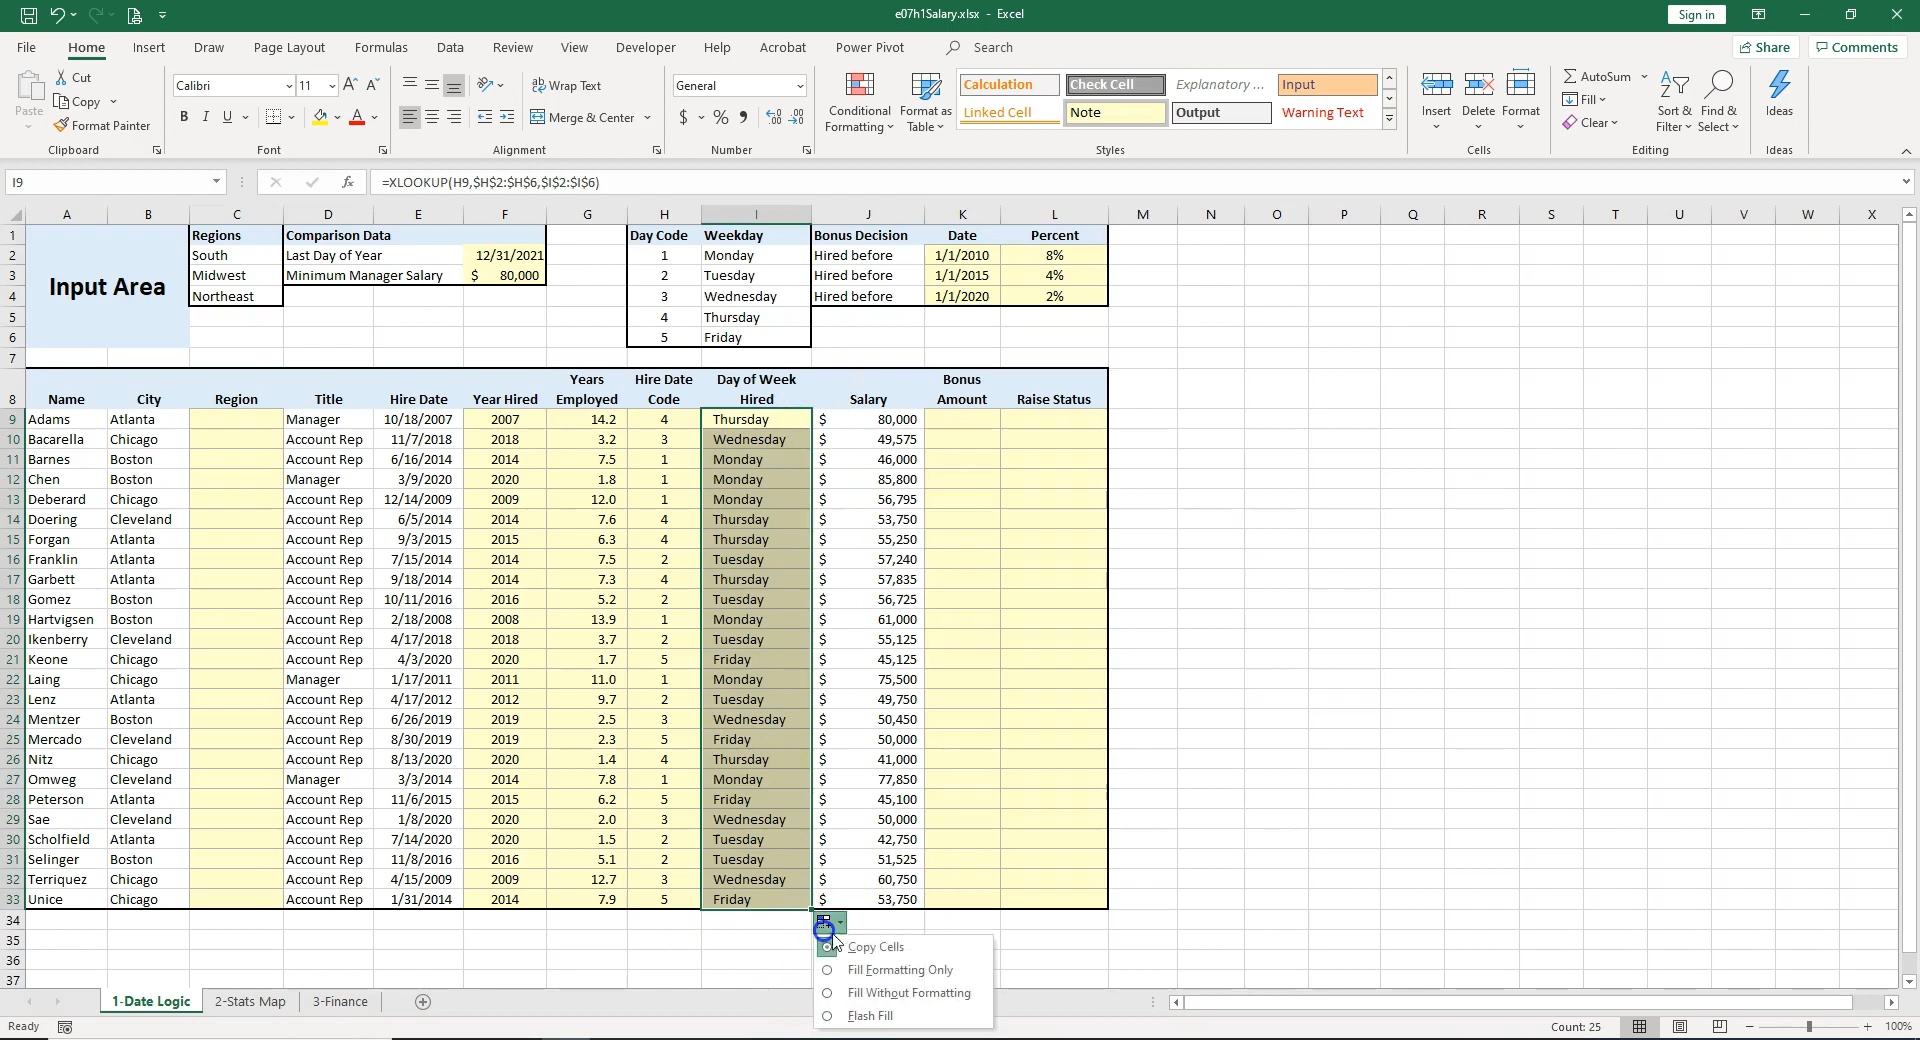 e07h1Salary.xlsx - Excel
Sign in
File Home Insert Draw Page Layout Formulas Data Review View Developer Help Acrobat Power Pivot Search
Share Comments
Paste
Cut
Copy
Format Painter
Clipboard
Calibri 11
B I U
Font
Wrap Text
Merge & Center
Alignment
General
$ % 9
Number
Conditional Formatting
Format as Table
Calculation Check Cell Explanatory ... Input
Linked Cell Note Output Warning Text
Styles
Insert Delete Format
Cells
AutoSum
Fill
Clear
Sort & Filter
Find & Select
Editing
Ideas
Ideas
I9 fx =XLOOKUP(H9,$H$2:$H$6,$I$2:$I$6)
A B C D E F G H I J K L M N O P Q R S T U V W X
1 Regions Comparison Data Day Code Weekday Bonus Decision Date Percent
Input Area
2 South Last Day of Year 12/31/2021 1 Monday Hired before 1/1/2010 8%
3 Midwest Minimum Manager Salary $ 80,000 2 Tuesday Hired before 1/1/2015 4%
4 Northeast 3 Wednesday Hired before 1/1/2020 2%
5 4 Thursday
6 5 Friday
7
8 Name City Region Title Hire Date Year Hired Years Employed Hire Date Code Day of Week Hired Salary Bonus Amount Raise Status
9 Adams Atlanta Manager 10/18/2007 2007 14.2 4 Thursday $ 80,000
10 Bacarella Chicago Account Rep 11/7/2018 2018 3.2 3 Wednesday $ 49,575
11 Barnes Boston Account Rep 6/16/2014 2014 7.5 1 Monday $ 46,000
12 Chen Boston Manager 3/9/2020 2020 1.8 1 Monday $ 85,800
13 Deberard Chicago Account Rep 12/14/2009 2009 12.0 1 Monday $ 56,795
14 Doering Cleveland Account Rep 6/5/2014 2014 7.6 4 Thursday $ 53,750
15 Forgan Atlanta Account Rep 9/3/2015 2015 6.3 4 Thursday $ 55,250
16 Franklin Atlanta Account Rep 7/15/2014 2014 7.5 2 Tuesday $ 57,240
17 Garbett Atlanta Account Rep 9/18/2014 2014 7.3 4 Thursday $ 57,835
18 Gomez Boston Account Rep 10/11/2016 2016 5.2 2 Tuesday $ 56,725
19 Hartvigsen Boston Account Rep 2/18/2008 2008 13.9 1 Monday $ 61,000
20 Ikenberry Cleveland Account Rep 4/17/2018 2018 3.7 2 Tuesday $ 55,125
21 Keone Chicago Account Rep 4/3/2020 2020 1.7 5 Friday $ 45,125
22 Laing Chicago Manager 1/17/2011 2011 11.0 1 Monday $ 75,500
23 Lenz Atlanta Account Rep 4/17/2012 2012 9.7 2 Tuesday $ 49,750
24 Mentzer Boston Account Rep 6/26/2019 2019 2.5 3 Wednesday $ 50,450
25 Mercado Cleveland Account Rep 8/30/2019 2019 2.3 5 Friday $ 50,000
26 Nitz Chicago Account Rep 8/13/2020 2020 1.4 4 Thursday $ 41,000
27 Omweg Cleveland Manager 3/3/2014 2014 7.8 1 Monday $ 77,850
28 Peterson Atlanta Account Rep 11/6/2015 2015 6.2 5 Friday $ 45,100
29 Sae Cleveland Account Rep 1/8/2020 2020 2.0 3 Wednesday $ 50,000
30 Scholfield Atlanta Account Rep 7/14/2020 2020 1.5 2 Tuesday $ 42,750
31 Selinger Boston Account Rep 11/8/2016 2016 5.1 2 Tuesday $ 51,525
32 Terriquez Chicago Account Rep 4/15/2009 2009 12.7 3 Wednesday $ 60,750
33 Unice Chicago Account Rep 1/31/2014 2014 7.9 5 Friday $ 53,750
34
35
36
37
Copy Cells
Fill Formatting Only
Fill Without Formatting
Flash Fill
1-Date Logic 2-Stats Map 3-Finance
Ready Count: 25 100%